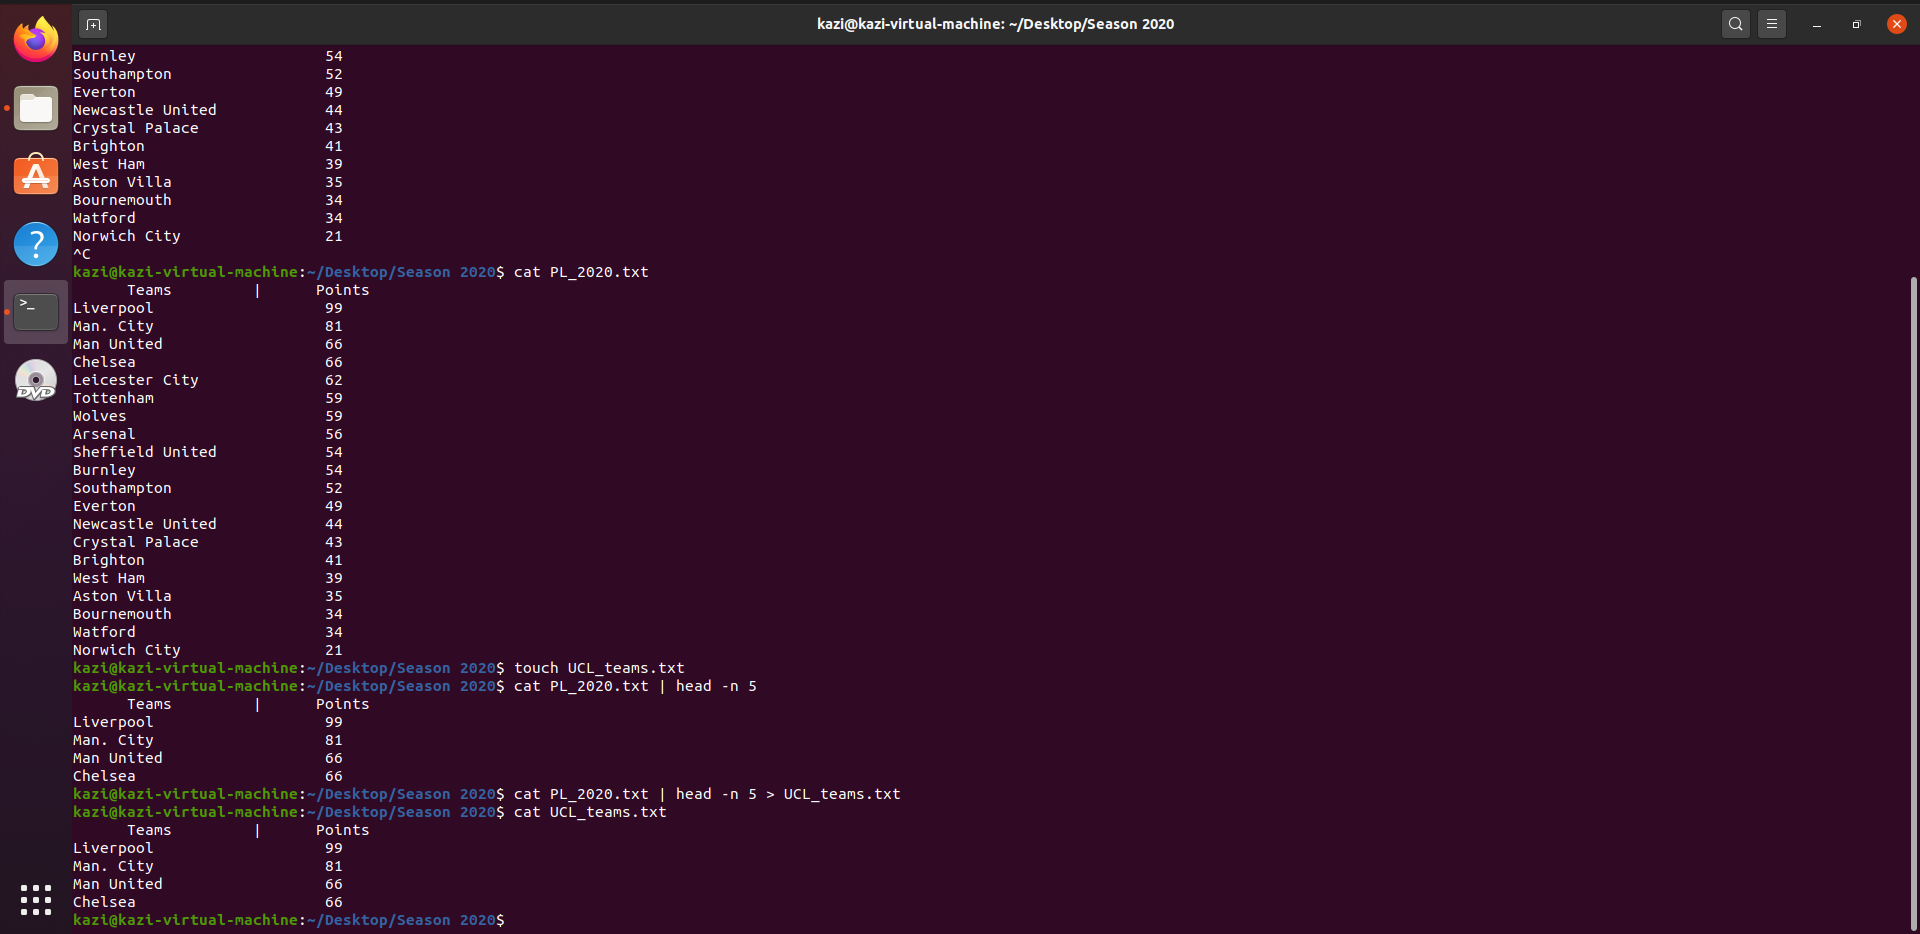 kazi@kazi-virtual-machine: ~/Desktop/Season 2020
Burnley                     54
Southampton                 52
Everton                     49
Newcastle United            44
Crystal Palace              43
Brighton                    41
West Ham                    39
Aston Villa                 35
Bournemouth                 34
Watford                     34
Norwich City                21
^C
kazi@kazi-virtual-machine:~/Desktop/Season 2020$ cat PL_2020.txt
      Teams         |      Points
Liverpool                   99
Man. City                   81
Man United                  66
Chelsea                     66
Leicester City              62
Tottenham                   59
Wolves                      59
Arsenal                     56
Sheffield United            54
Burnley                     54
Southampton                 52
Everton                     49
Newcastle United            44
Crystal Palace              43
Brighton                    41
West Ham                    39
Aston Villa                 35
Bournemouth                 34
Watford                     34
Norwich City                21
kazi@kazi-virtual-machine:~/Desktop/Season 2020$ touch UCL_teams.txt
kazi@kazi-virtual-machine:~/Desktop/Season 2020$ cat PL_2020.txt | head -n 5
      Teams         |      Points
Liverpool                   99
Man. City                   81
Man United                  66
Chelsea                     66
kazi@kazi-virtual-machine:~/Desktop/Season 2020$ cat PL_2020.txt | head -n 5 > UCL_teams.txt
kazi@kazi-virtual-machine:~/Desktop/Season 2020$ cat UCL_teams.txt
      Teams         |      Points
Liverpool                   99
Man. City                   81
Man United                  66
Chelsea                     66
kazi@kazi-virtual-machine:~/Desktop/Season 2020$
?
>_
DVD